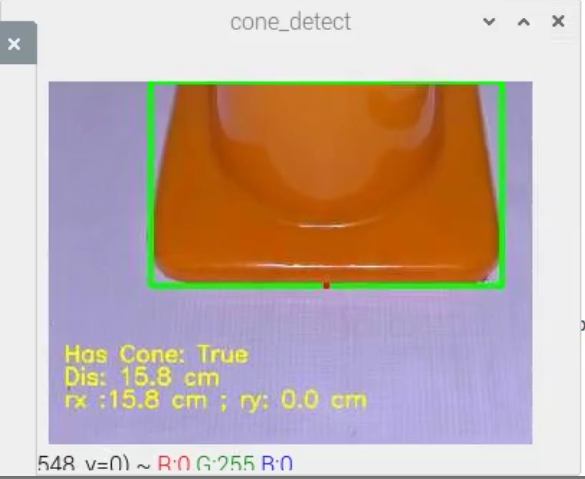 cone_detect
Has Cone: True
Dis: 15.8 cm
rx :15.8 cm ; ry: 0.0 cm
548, y=0) ~ R:0 G:255 B:0